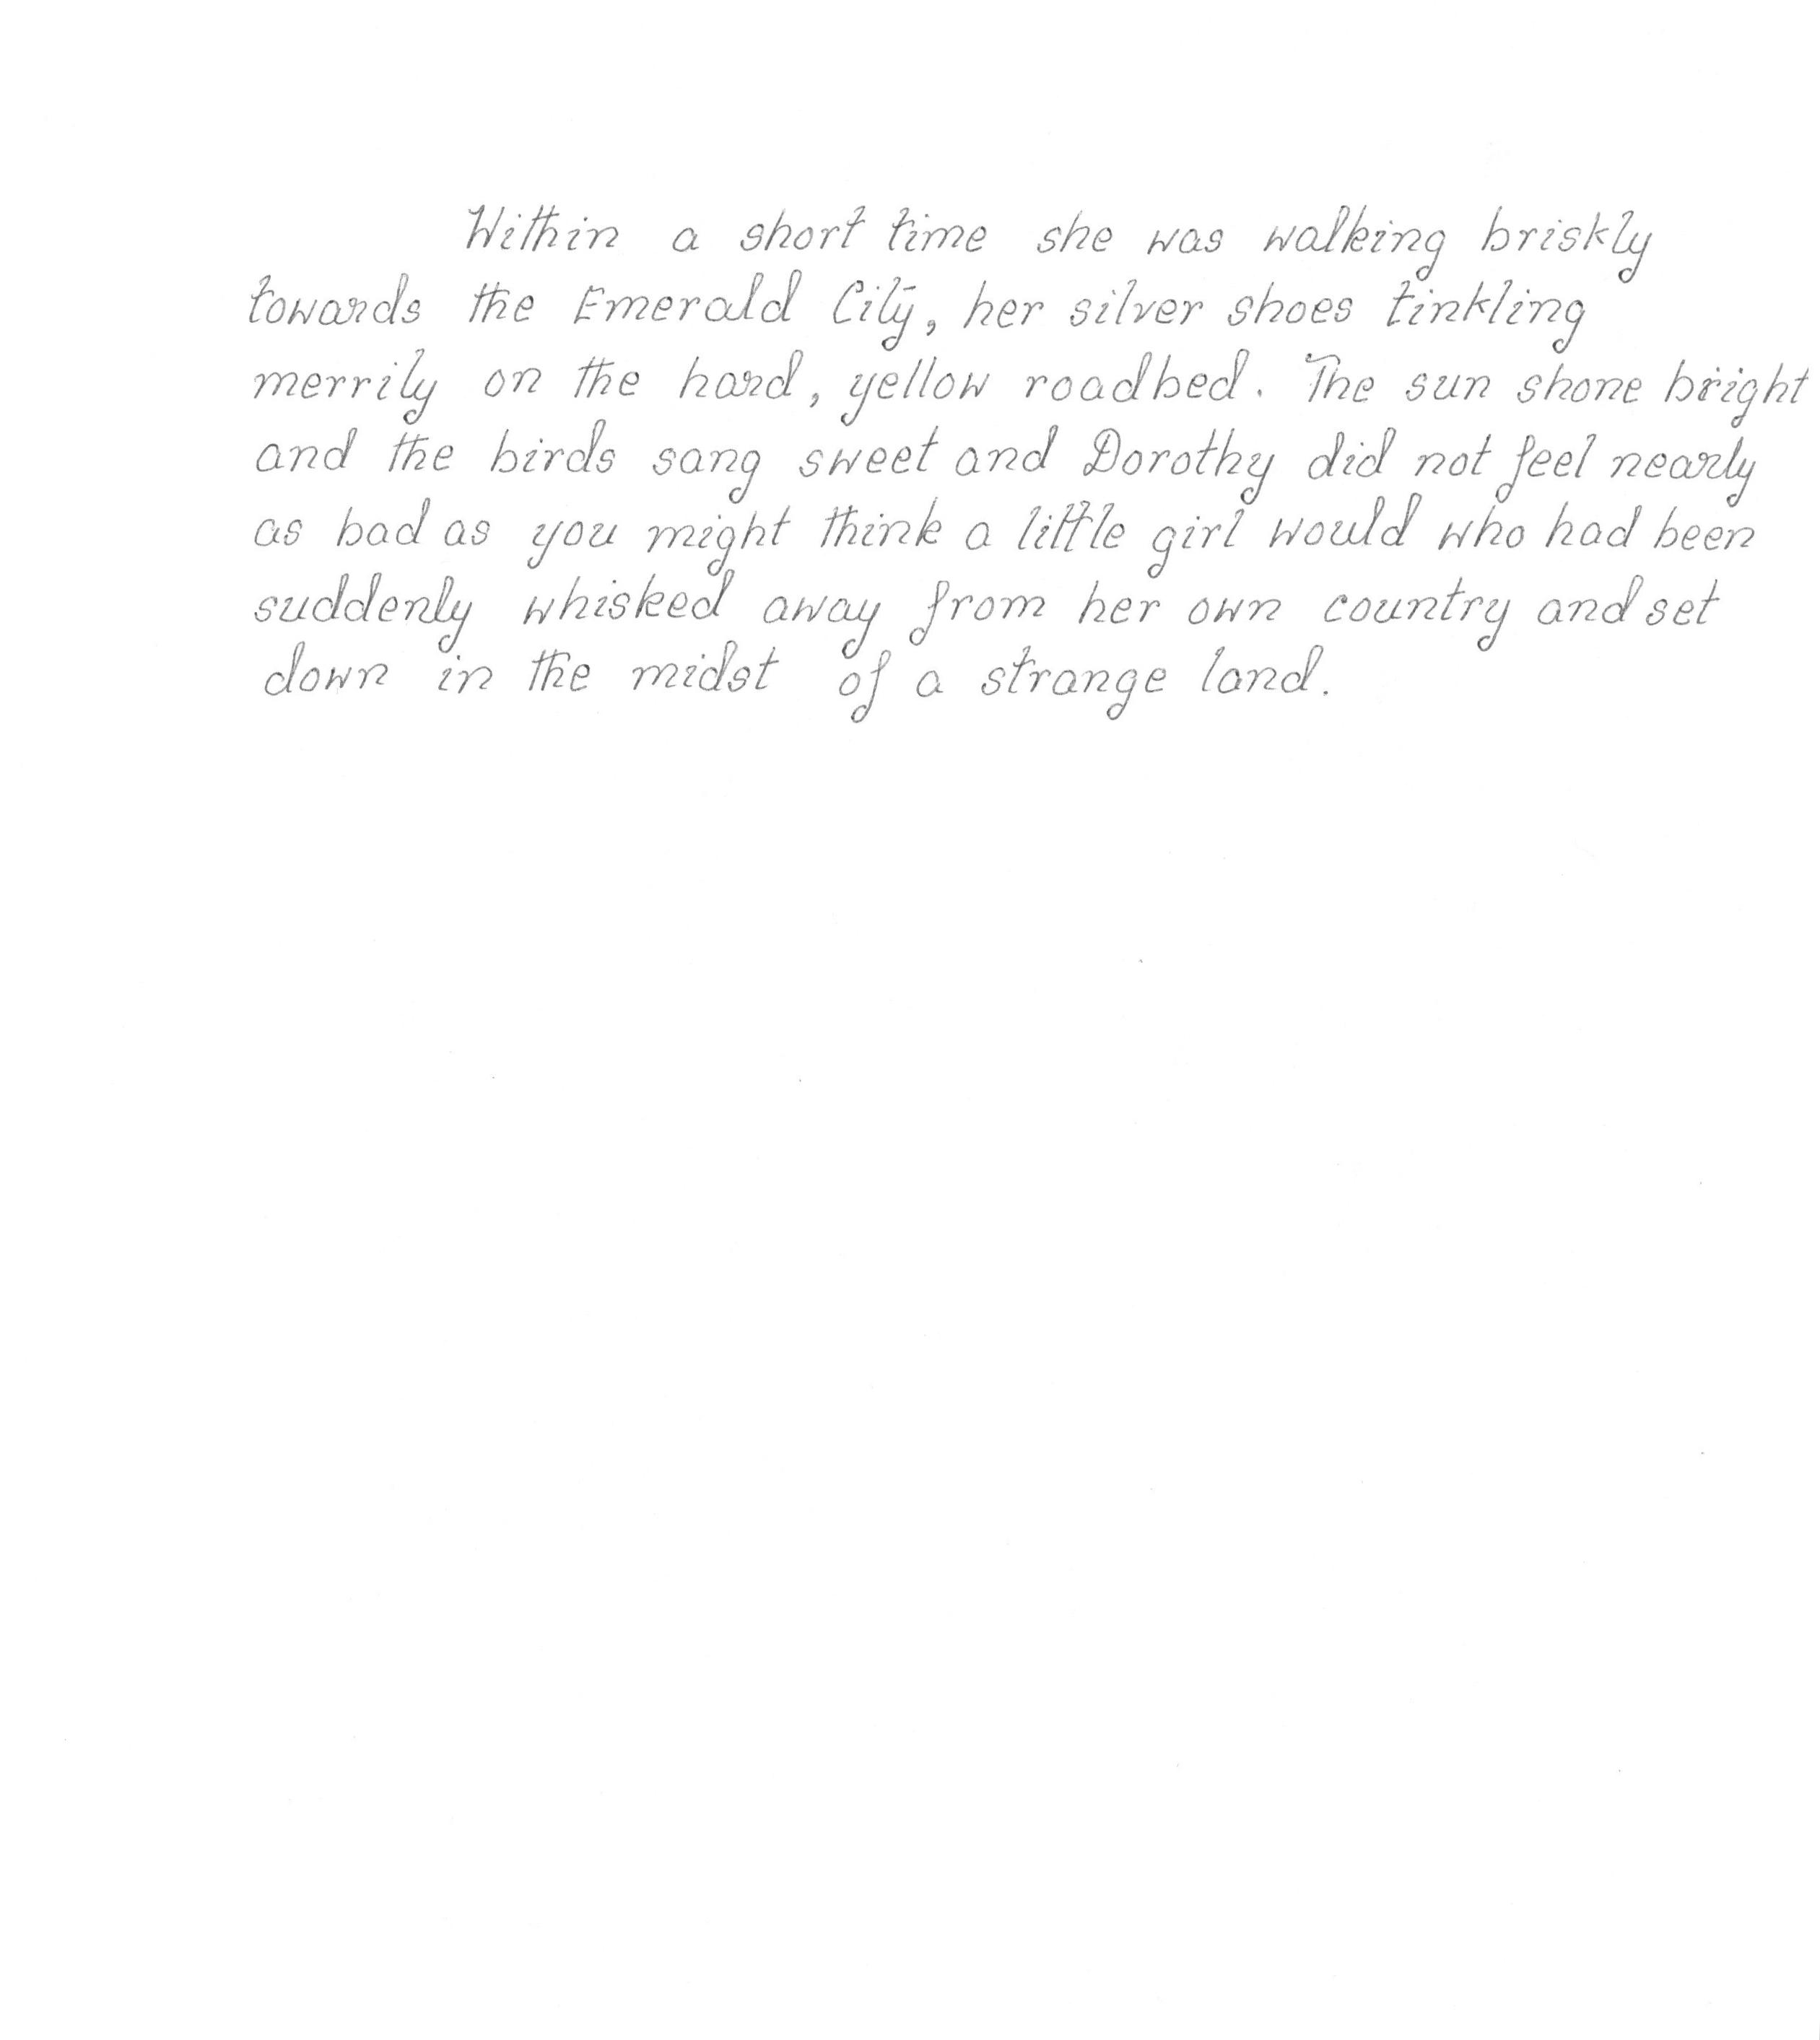 Within a short time she was walking briskly
towards the Emerald City, her silver shoes tinkling
merrily on the hard, yellow roadbed. The sun shone bright
and the birds sang sweet and Dorothy did not feel nearly
as bad as you might think a little girl would who had been
suddenly whisked away from her own country and set
down in the midst of a strange land.